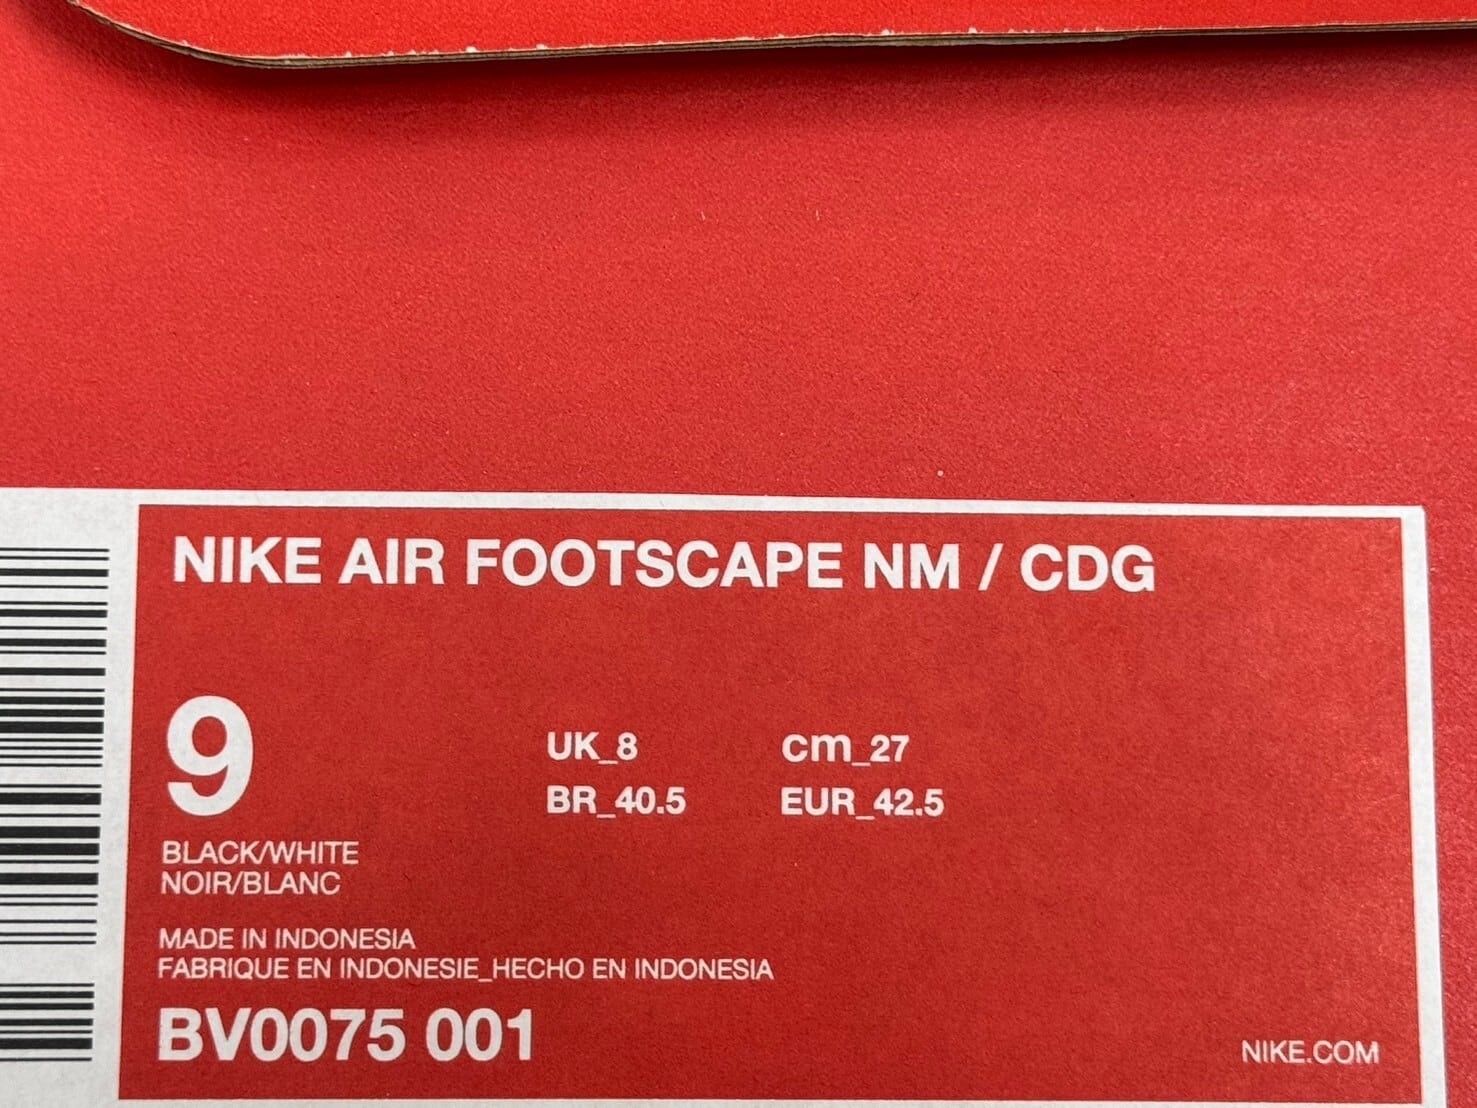 NIKE AIR FOOTSCAPE NM / CDG
9
UK_8 cm_27
BR_40.5 EUR_42.5
BLACK/WHITE
NOIR/BLANC
MADE IN INDONESIA
FABRIQUE EN INDONESIE_HECHO EN INDONESIA
BV0075 001
NIKE.COM